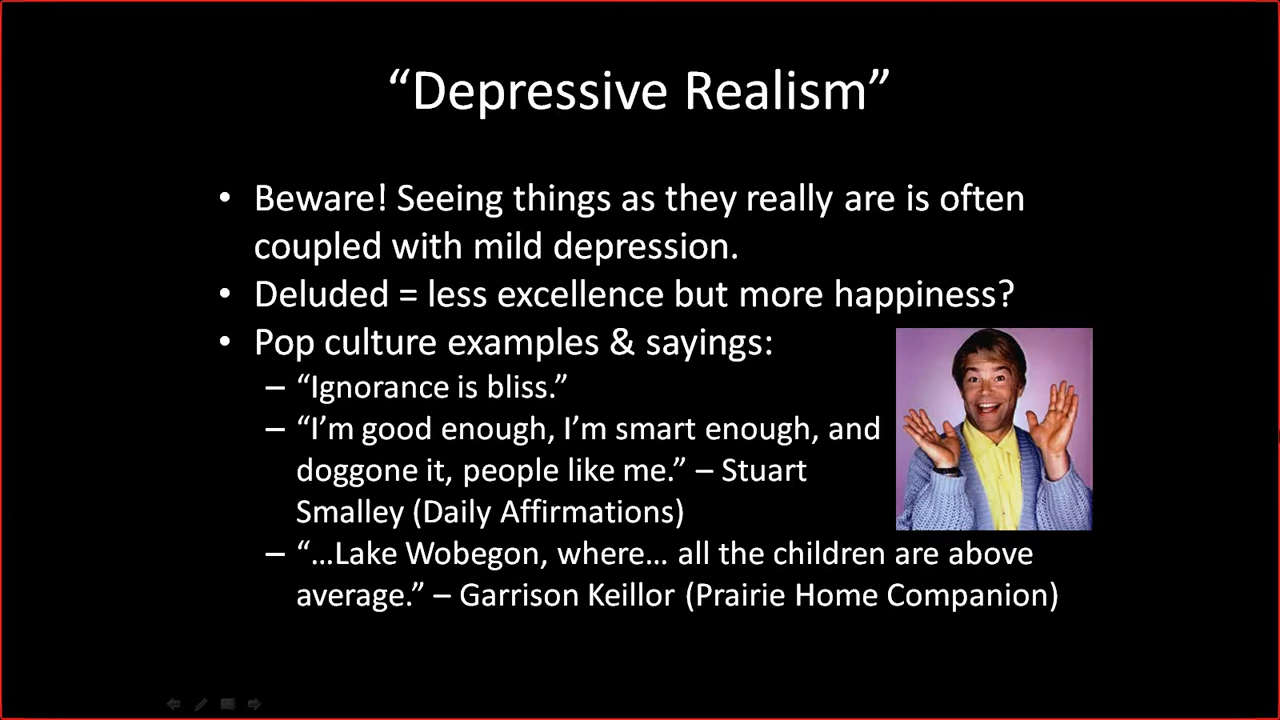 “Depressive Realism”
• Beware! Seeing things as they really are is often
coupled with mild depression.
• Deluded = less excellence but more happiness?
• Pop culture examples & sayings:
– “Ignorance is bliss.”
– “I’m good enough, I’m smart enough, and
doggone it, people like me.” – Stuart
Smalley (Daily Affirmations)
– “…Lake Wobegon, where… all the children are above
average.” – Garrison Keillor (Prairie Home Companion)